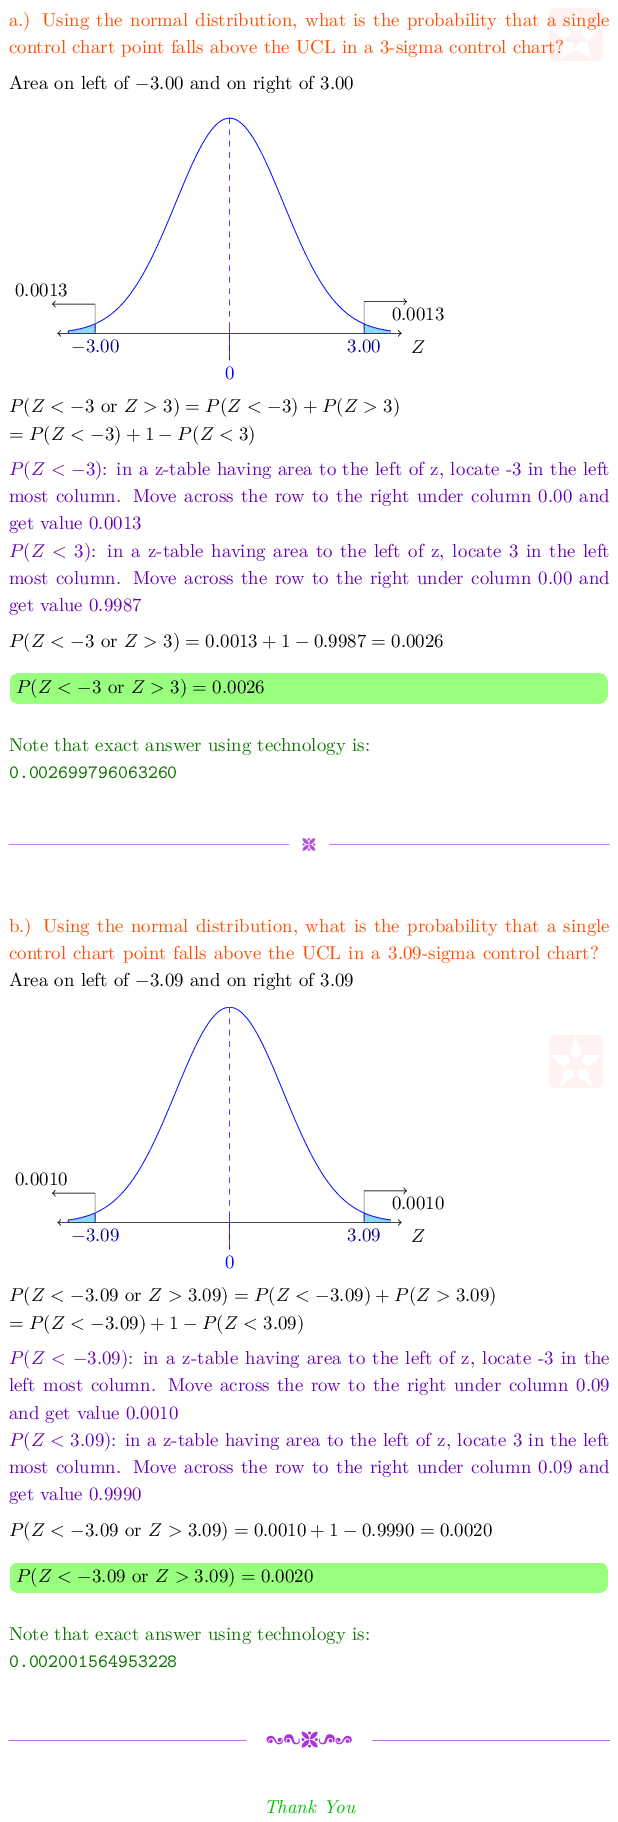 a.) Using the normal distribution, what is the probability that a single
control chart point falls above the UCL in a 3-sigma control chart?
Area on left of −3.00 and on right of 3.00
0.0013
0.0013
−3.00
3.00
Z
0
P(Z < −3 or Z > 3) = P(Z < −3) + P(Z > 3)
= P(Z < −3) + 1 − P(Z < 3)
P(Z < −3): in a z-table having area to the left of z, locate -3 in the left
most column. Move across the row to the right under column 0.00 and
get value 0.0013
P(Z < 3): in a z-table having area to the left of z, locate 3 in the left
most column. Move across the row to the right under column 0.00 and
get value 0.9987
P(Z < −3 or Z > 3) = 0.0013 + 1 − 0.9987 = 0.0026
P(Z < −3 or Z > 3) = 0.0026
Note that exact answer using technology is:
0.002699796063260
b.) Using the normal distribution, what is the probability that a single
control chart point falls above the UCL in a 3.09-sigma control chart?
Area on left of −3.09 and on right of 3.09
0.0010
0.0010
−3.09
3.09
Z
0
P(Z < −3.09 or Z > 3.09) = P(Z < −3.09) + P(Z > 3.09)
= P(Z < −3.09) + 1 − P(Z < 3.09)
P(Z < −3.09): in a z-table having area to the left of z, locate -3 in the
left most column. Move across the row to the right under column 0.09
and get value 0.0010
P(Z < 3.09): in a z-table having area to the left of z, locate 3 in the left
most column. Move across the row to the right under column 0.09 and
get value 0.9990
P(Z < −3.09 or Z > 3.09) = 0.0010 + 1 − 0.9990 = 0.0020
P(Z < −3.09 or Z > 3.09) = 0.0020
Note that exact answer using technology is:
0.002001564953228
Thank You